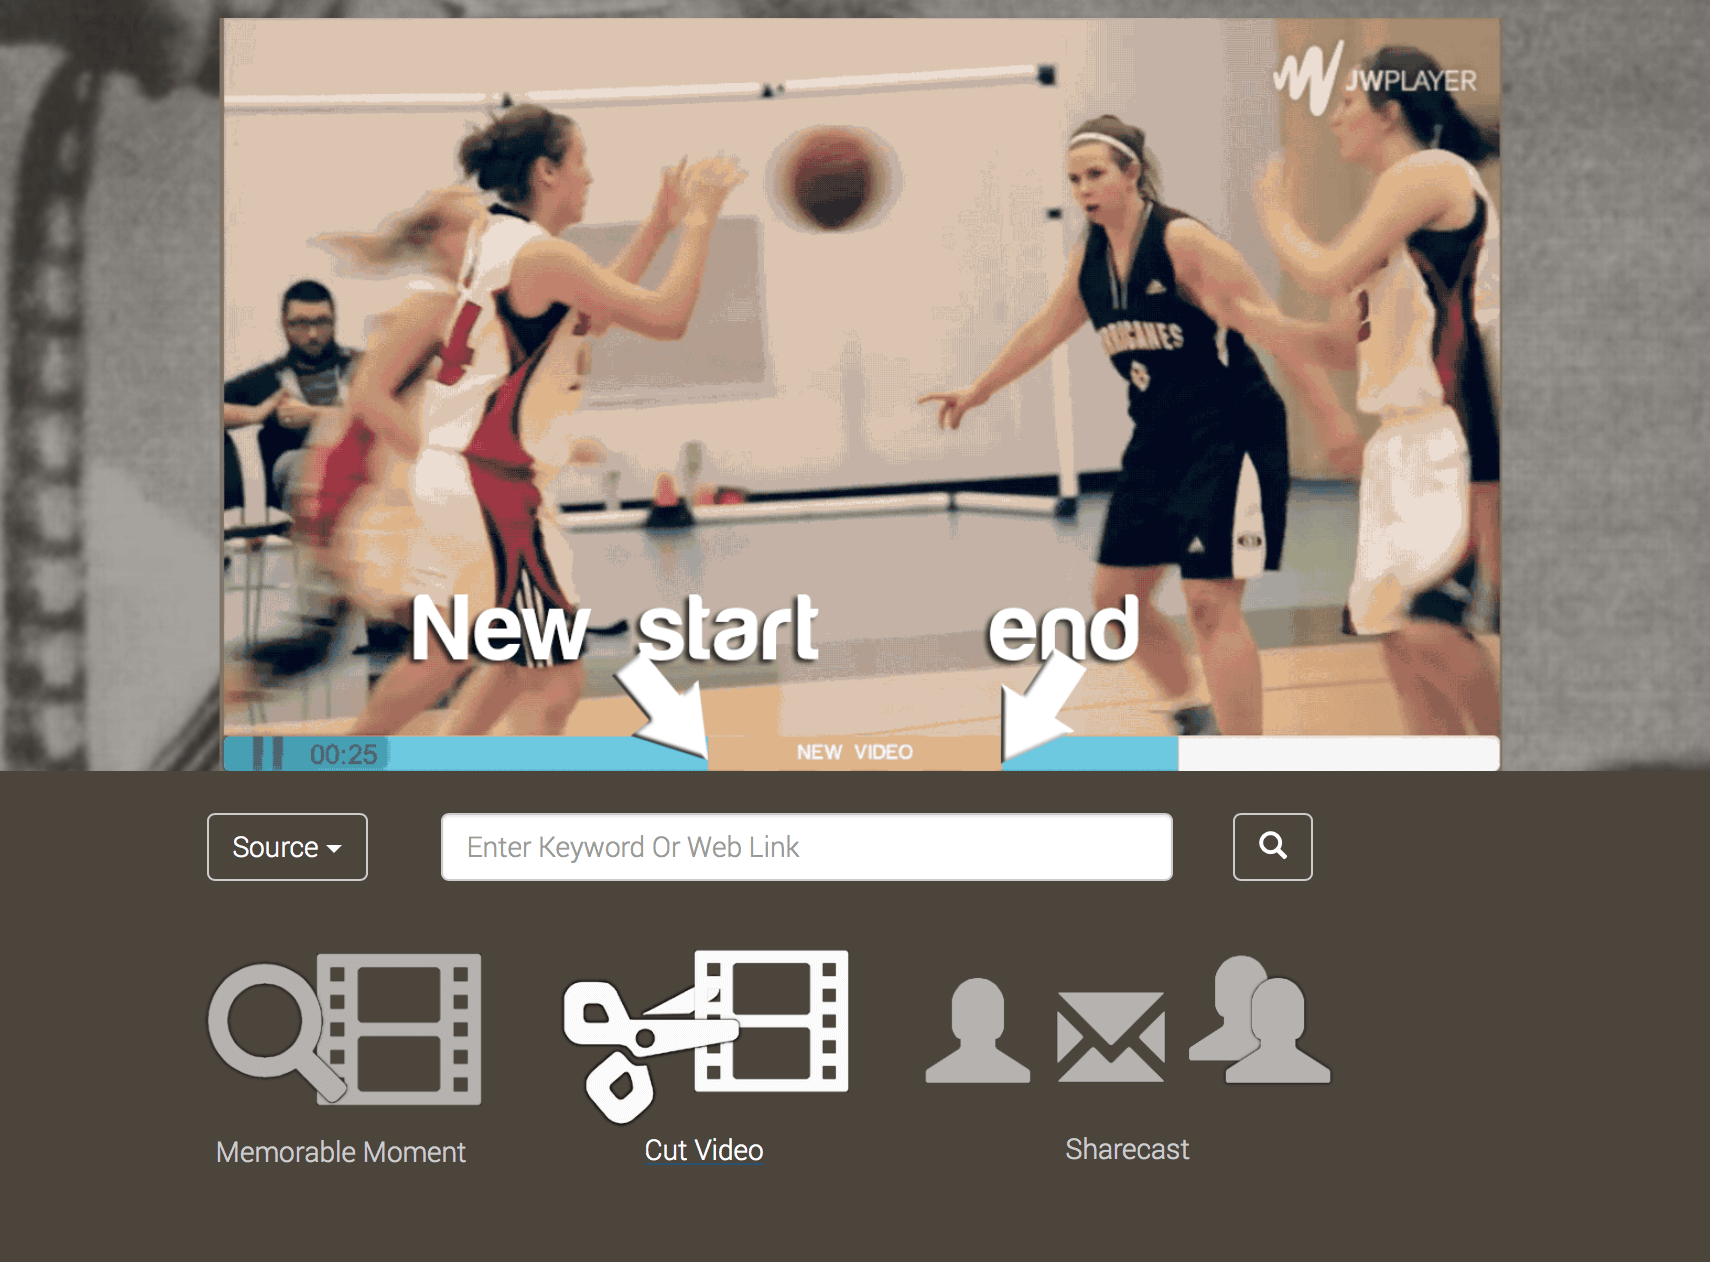 JWPLAYER
RRICANES
8
New start end
00:25 NEW VIDEO
Source
Enter Keyword Or Web Link
Memorable Moment
Cut Video
Sharecast